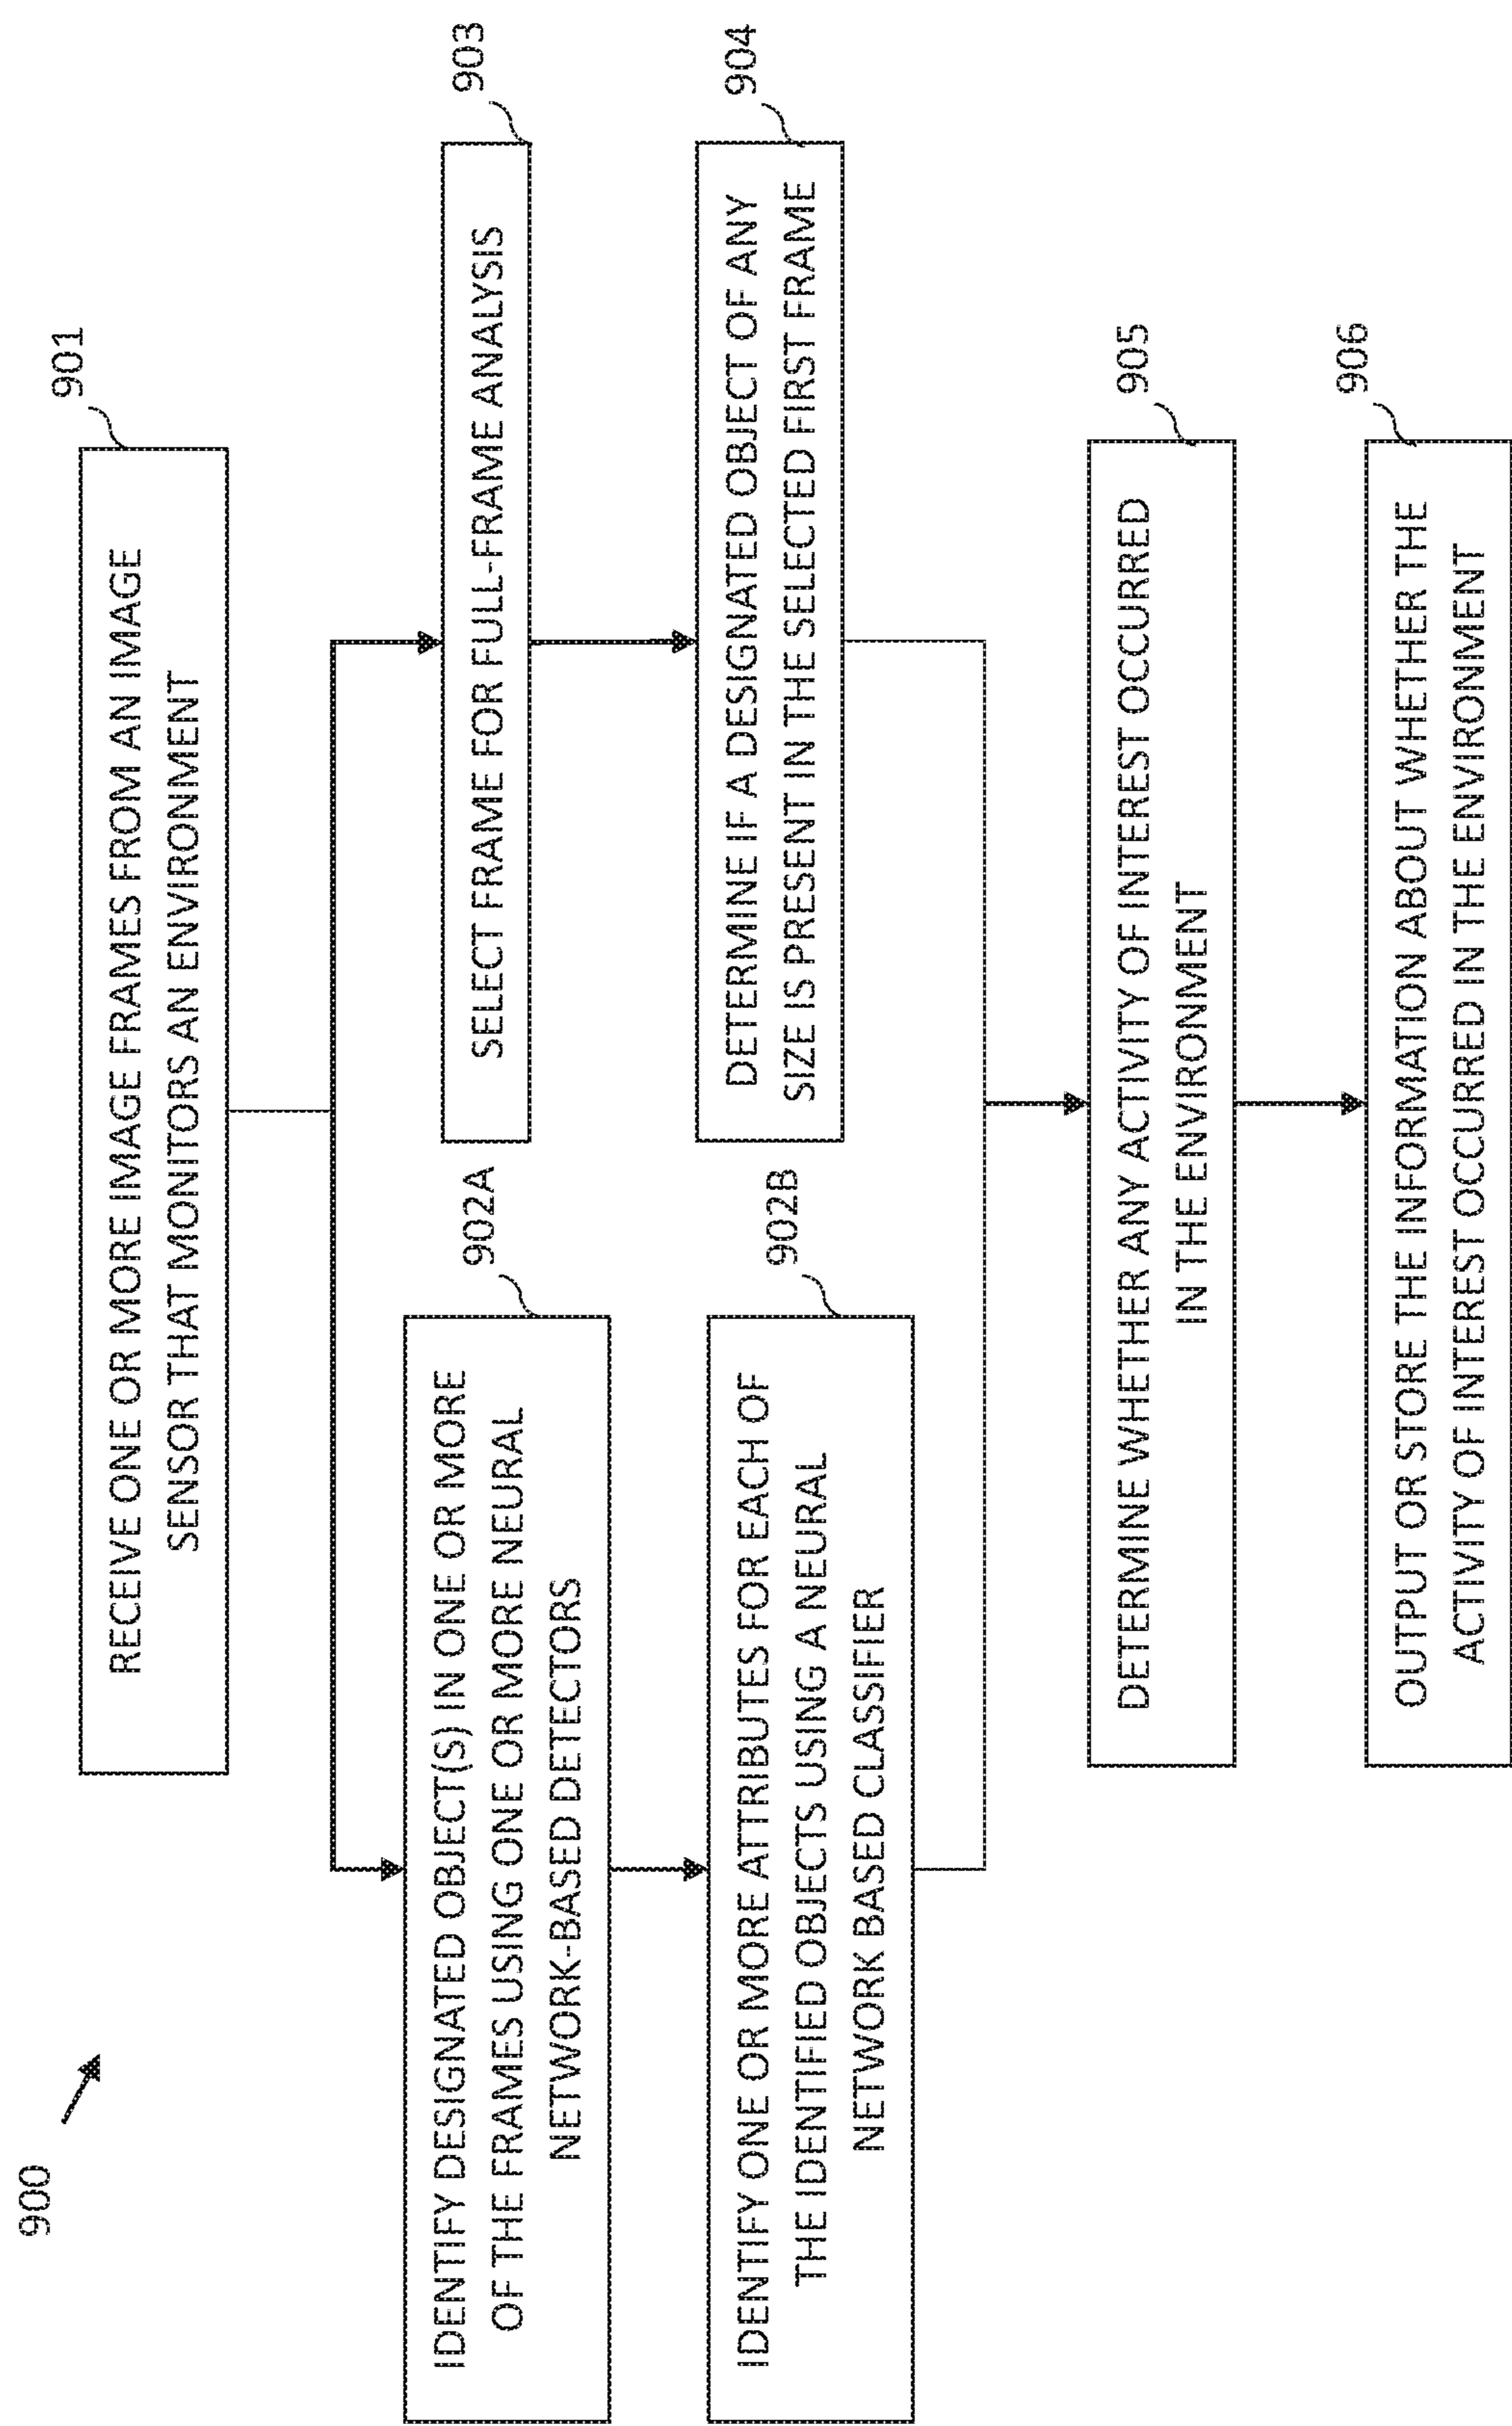 900
901
RECEIVE ONE OR MORE IMAGE FRAMES FROM AN IMAGE
SENSOR THAT MONITORS AN ENVIRONMENT
902A
IDENTIFY DESIGNATED OBJECT(S) IN ONE OR MORE
OF THE FRAMES USING ONE OR MORE NEURAL
NETWORK-BASED DETECTORS
902B
IDENTIFY ONE OR MORE ATTRIBUTES FOR EACH OF
THE IDENTIFIED OBJECTS USING A NEURAL
NETWORK BASED CLASSIFIER
903
SELECT FRAME FOR FULL-FRAME ANALYSIS
904
DETERMINE IF A DESIGNATED OBJECT OF ANY
SIZE IS PRESENT IN THE SELECTED FIRST FRAME
905
DETERMINE WHETHER ANY ACTIVITY OF INTEREST OCCURRED
IN THE ENVIRONMENT
906
OUTPUT OR STORE THE INFORMATION ABOUT WHETHER THE
ACTIVITY OF INTEREST OCCURRED IN THE ENVIRONMENT